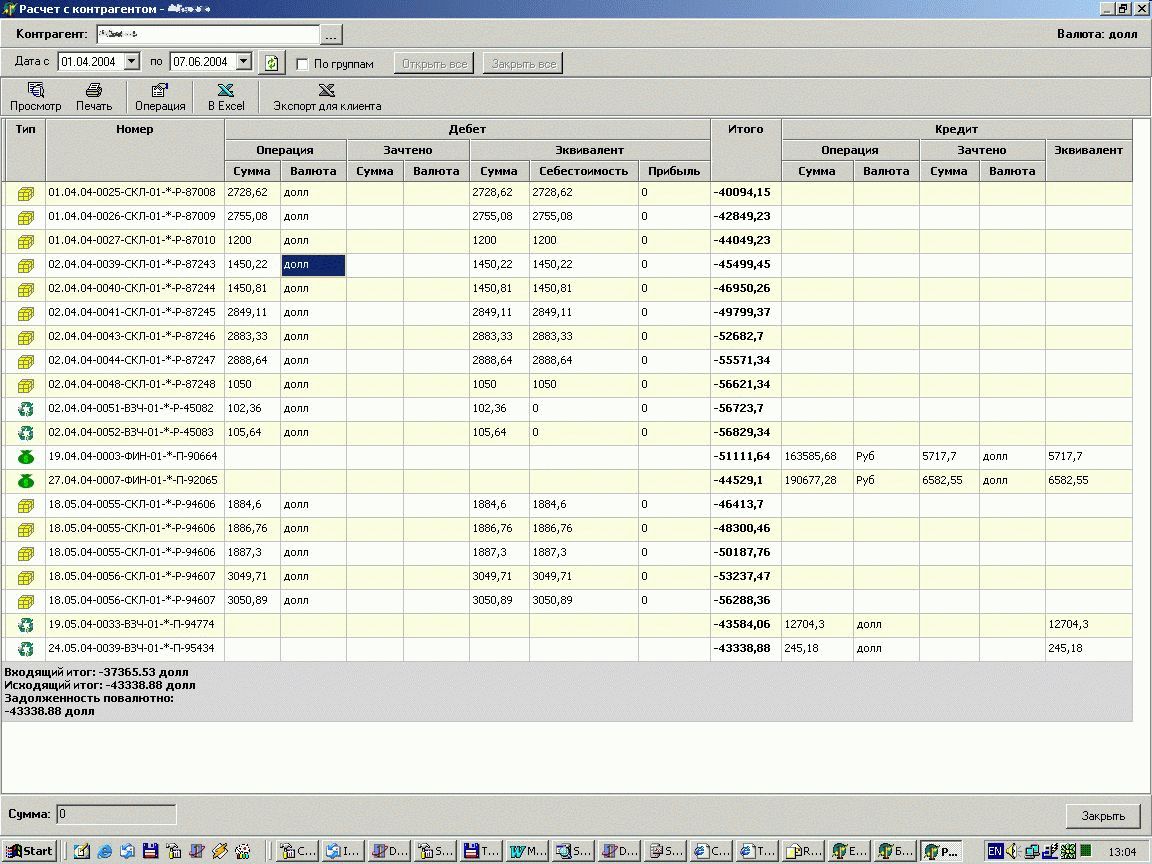 Расчет с контрагентом -
Контрагент: ... Валюта: долл
Дата с 01.04.2004 по 07.06.2004 По группам Открыть все Закрыть все
Просмотр Печать Операция В Excel Экспорт для клиента
Тип Номер Дебет Итого Кредит
Операция Зачтено Эквивалент Операция Зачтено Эквивалент
Сумма Валюта Сумма Валюта Сумма Себестоимость Прибыль Сумма Валюта Сумма Валюта
01.04.04-0025-СКЛ-01-*-Р-87008 2728,62 долл 2728,62 2728,62 0 -40094,15
01.04.04-0026-СКЛ-01-*-Р-87009 2755,08 долл 2755,08 2755,08 0 -42849,23
01.04.04-0027-СКЛ-01-*-Р-87010 1200 долл 1200 1200 0 -44049,23
02.04.04-0039-СКЛ-01-*-Р-87243 1450,22 долл 1450,22 1450,22 0 -45499,45
02.04.04-0040-СКЛ-01-*-Р-87244 1450,81 долл 1450,81 1450,81 0 -46950,26
02.04.04-0041-СКЛ-01-*-Р-87245 2849,11 долл 2849,11 2849,11 0 -49799,37
02.04.04-0043-СКЛ-01-*-Р-87246 2883,33 долл 2883,33 2883,33 0 -52682,7
02.04.04-0044-СКЛ-01-*-Р-87247 2888,64 долл 2888,64 2888,64 0 -55571,34
02.04.04-0048-СКЛ-01-*-Р-87248 1050 долл 1050 1050 0 -56621,34
02.04.04-0051-ВЗЧ-01-*-Р-45082 102,36 долл 102,36 0 0 -56723,7
02.04.04-0052-ВЗЧ-01-*-Р-45083 105,64 долл 105,64 0 0 -56829,34
19.04.04-0003-ФИН-01-*-П-90664 -51111,64 163585,68 Руб 5717,7 долл 5717,7
27.04.04-0007-ФИН-01-*-П-92065 -44529,1 190677,28 Руб 6582,55 долл 6582,55
18.05.04-0055-СКЛ-01-*-Р-94606 1884,6 долл 1884,6 1884,6 0 -46413,7
18.05.04-0055-СКЛ-01-*-Р-94606 1886,76 долл 1886,76 1886,76 0 -48300,46
18.05.04-0055-СКЛ-01-*-Р-94606 1887,3 долл 1887,3 1887,3 0 -50187,76
18.05.04-0056-СКЛ-01-*-Р-94607 3049,71 долл 3049,71 3049,71 0 -53237,47
18.05.04-0056-СКЛ-01-*-Р-94607 3050,89 долл 3050,89 3050,89 0 -56288,36
19.05.04-0033-ВЗЧ-01-*-П-94774 -43584,06 12704,3 долл 12704,3
24.05.04-0039-ВЗЧ-01-*-П-95434 -43338,88 245,18 долл 245,18
Входящий итог: -37365.53 долл
Исходящий итог: -43338.88 долл
Задолженность повалютно:
-43338.88 долл
Сумма: 0 Закрыть
Start C... I... D... S... T... M... S... D... S... C... T... R... E... Б... Р... EN 13:04